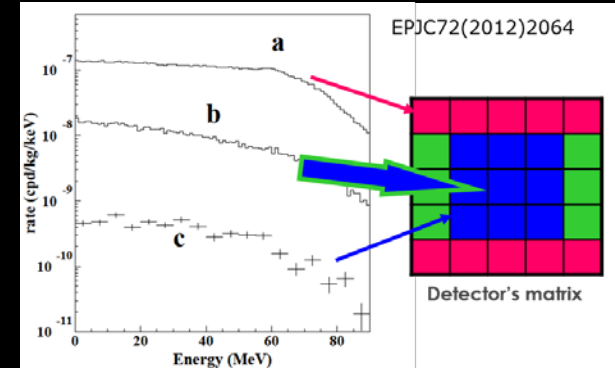 EPJC72(2012)2064
rate (cpd/kg/keV)
10 -7
10 -8
10 -9
10 -10
10 -11
a
b
c
0
20
40
60
80
Energy (MeV)
Detector's matrix